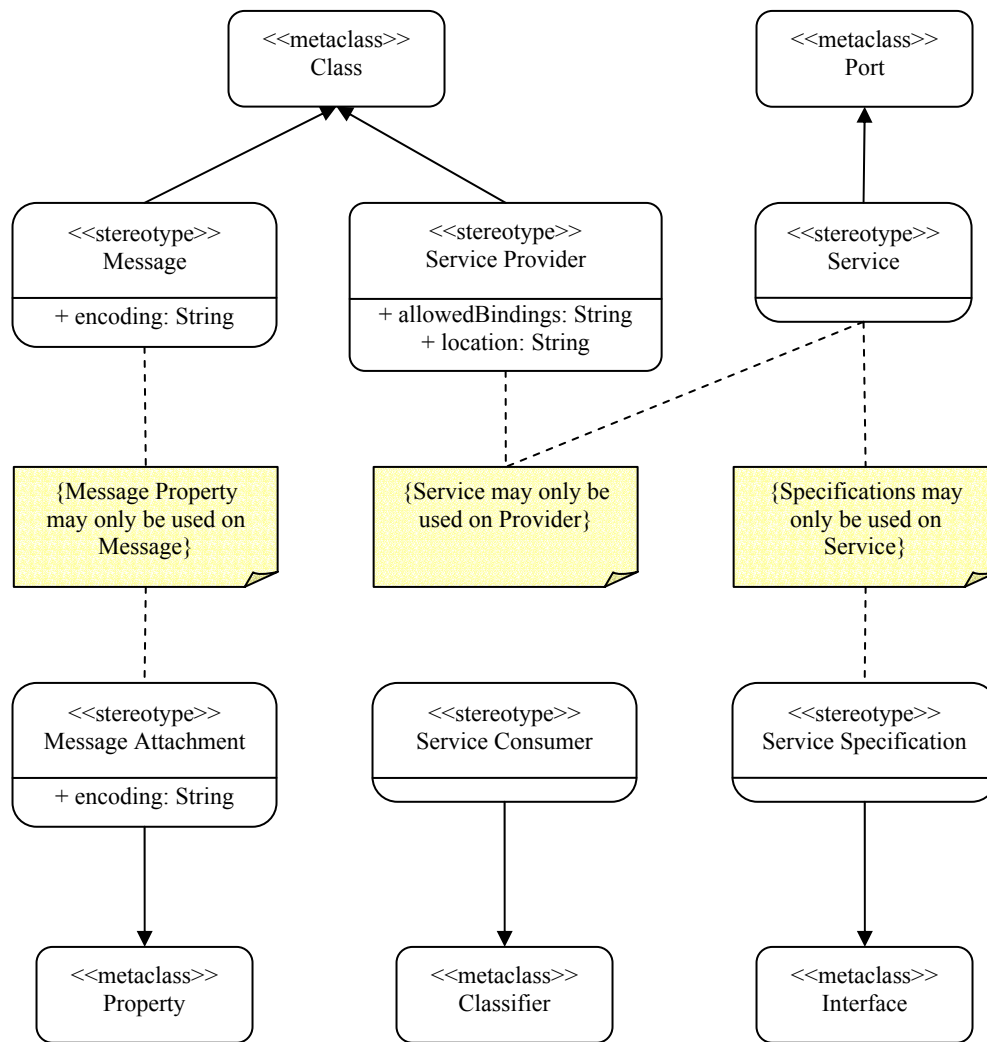 <<metaclass>>
Class
<<metaclass>>
Port
<<stereotype>>
Message
+ encoding: String
<<stereotype>>
Service Provider
+ allowedBindings: String
+ location: String
<<stereotype>>
Service
{Message Property
may only be used on
Message}
{Service may only be
used on Provider}
{Specifications may
only be used on
Service}
<<stereotype>>
Message Attachment
+ encoding: String
<<stereotype>>
Service Consumer
<<stereotype>>
Service Specification
<<metaclass>>
Property
<<metaclass>>
Classifier
<<metaclass>>
Interface